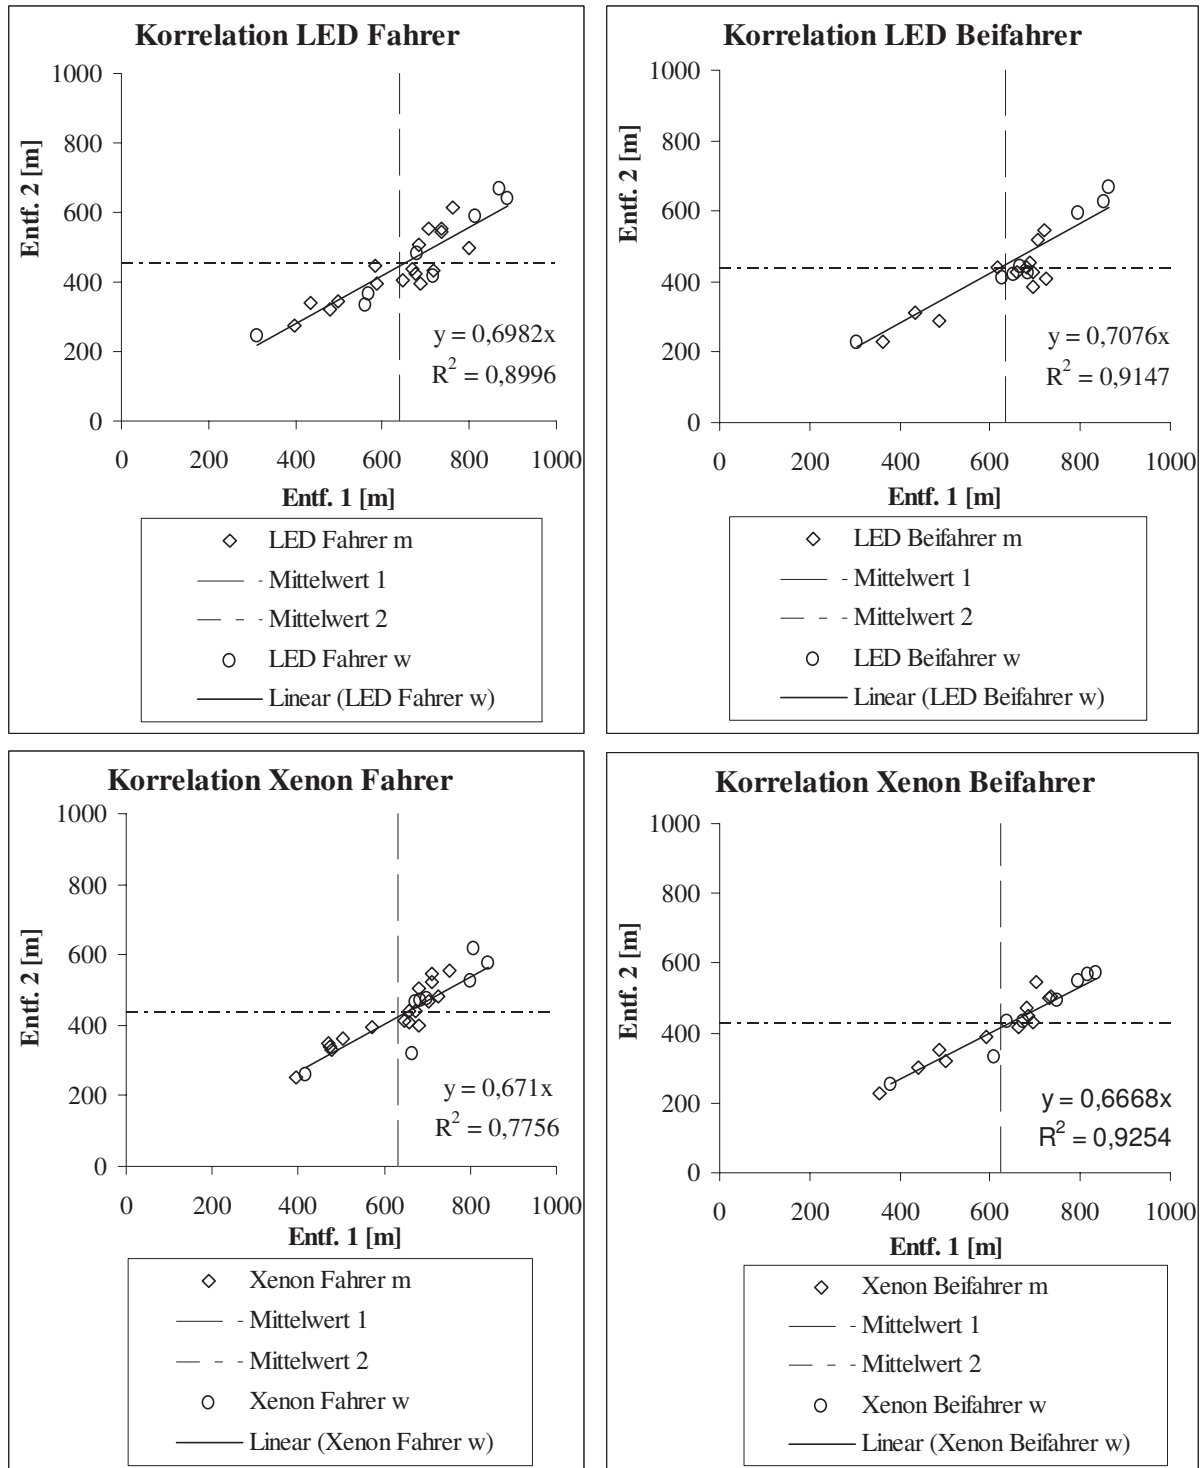 Korrelation LED Fahrer
1000
800
600
400
200
0
Entf. 2 [m]
y = 0,6982x
R² = 0,8996
0 200 400 600 800 1000
Entf. 1 [m]
LED Fahrer m
Mittelwert 1
Mittelwert 2
LED Fahrer w
Linear (LED Fahrer w)
Korrelation LED Beifahrer
1000
800
600
400
200
0
Entf. 2 [m]
y = 0,7076x
R² = 0,9147
0 200 400 600 800 1000
Entf. 1 [m]
LED Beifahrer m
Mittelwert 1
Mittelwert 2
LED Beifahrer w
Linear (LED Beifahrer w)
Korrelation Xenon Fahrer
1000
800
600
400
200
0
Entf. 2 [m]
y = 0,671x
R² = 0,7756
0 200 400 600 800 1000
Entf. 1 [m]
Xenon Fahrer m
Mittelwert 1
Mittelwert 2
Xenon Fahrer w
Linear (Xenon Fahrer w)
Korrelation Xenon Beifahrer
1000
800
600
400
200
0
Entf. 2 [m]
y = 0,6668x
R² = 0,9254
0 200 400 600 800 1000
Entf. 1 [m]
Xenon Beifahrer m
Mittelwert 1
Mittelwert 2
Xenon Beifahrer w
Linear (Xenon Beifahrer w)